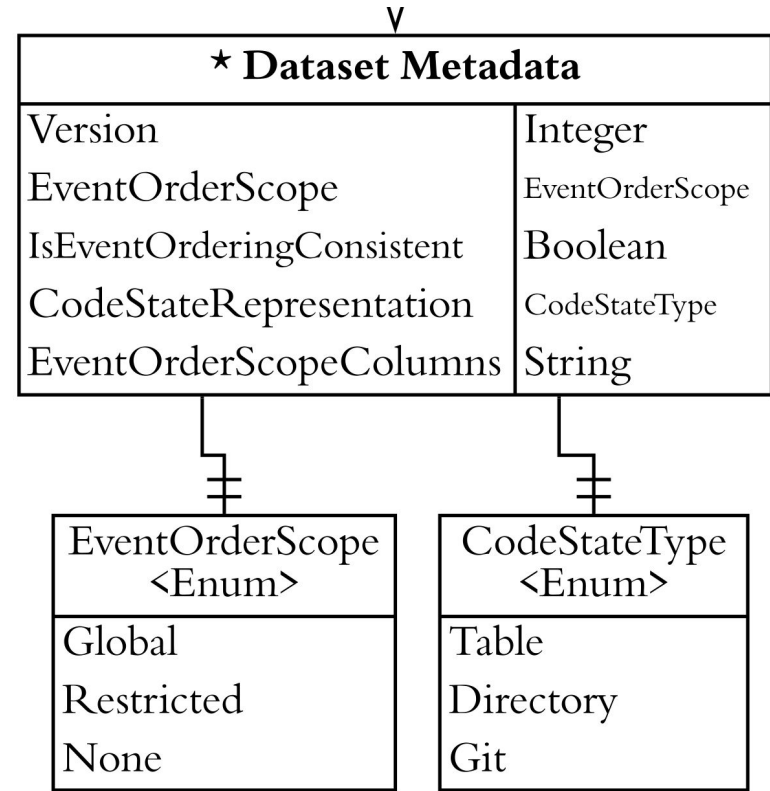 * Dataset Metadata
Version Integer
EventOrderScope EventOrderScope
IsEventOrderingConsistent Boolean
CodeStateRepresentation CodeStateType
EventOrderScopeColumns String
EventOrderScope
<Enum>
Global
Restricted
None
CodeStateType
<Enum>
Table
Directory
Git